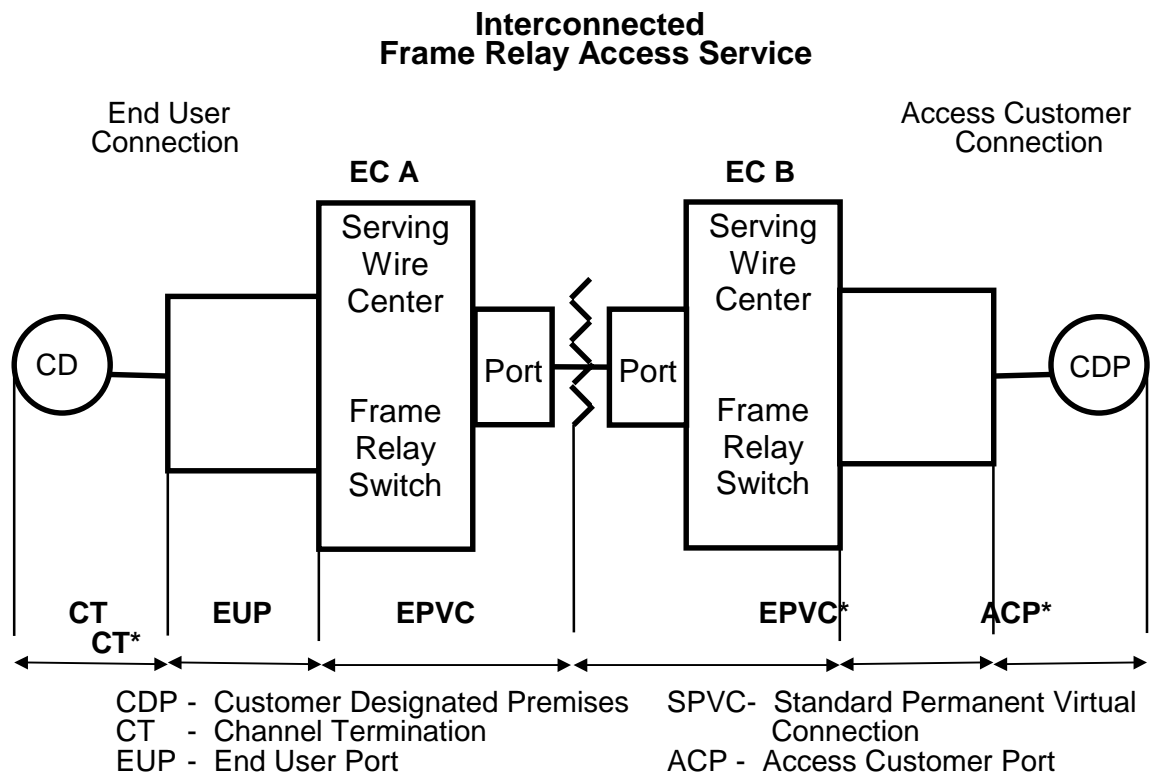 Interconnected
Frame Relay Access Service
End User
Connection
Access Customer
Connection
EC A
EC B
Serving
Wire
Center
Frame
Relay
Switch
Serving
Wire
Center
Frame
Relay
Switch
CD
Port
Port
CDP
CT
EUP
EPVC
EPVC*
ACP*
CT*
CDP - Customer Designated Premises
CT - Channel Termination
EUP - End User Port
SPVC- Standard Permanent Virtual
Connection
ACP - Access Customer Port